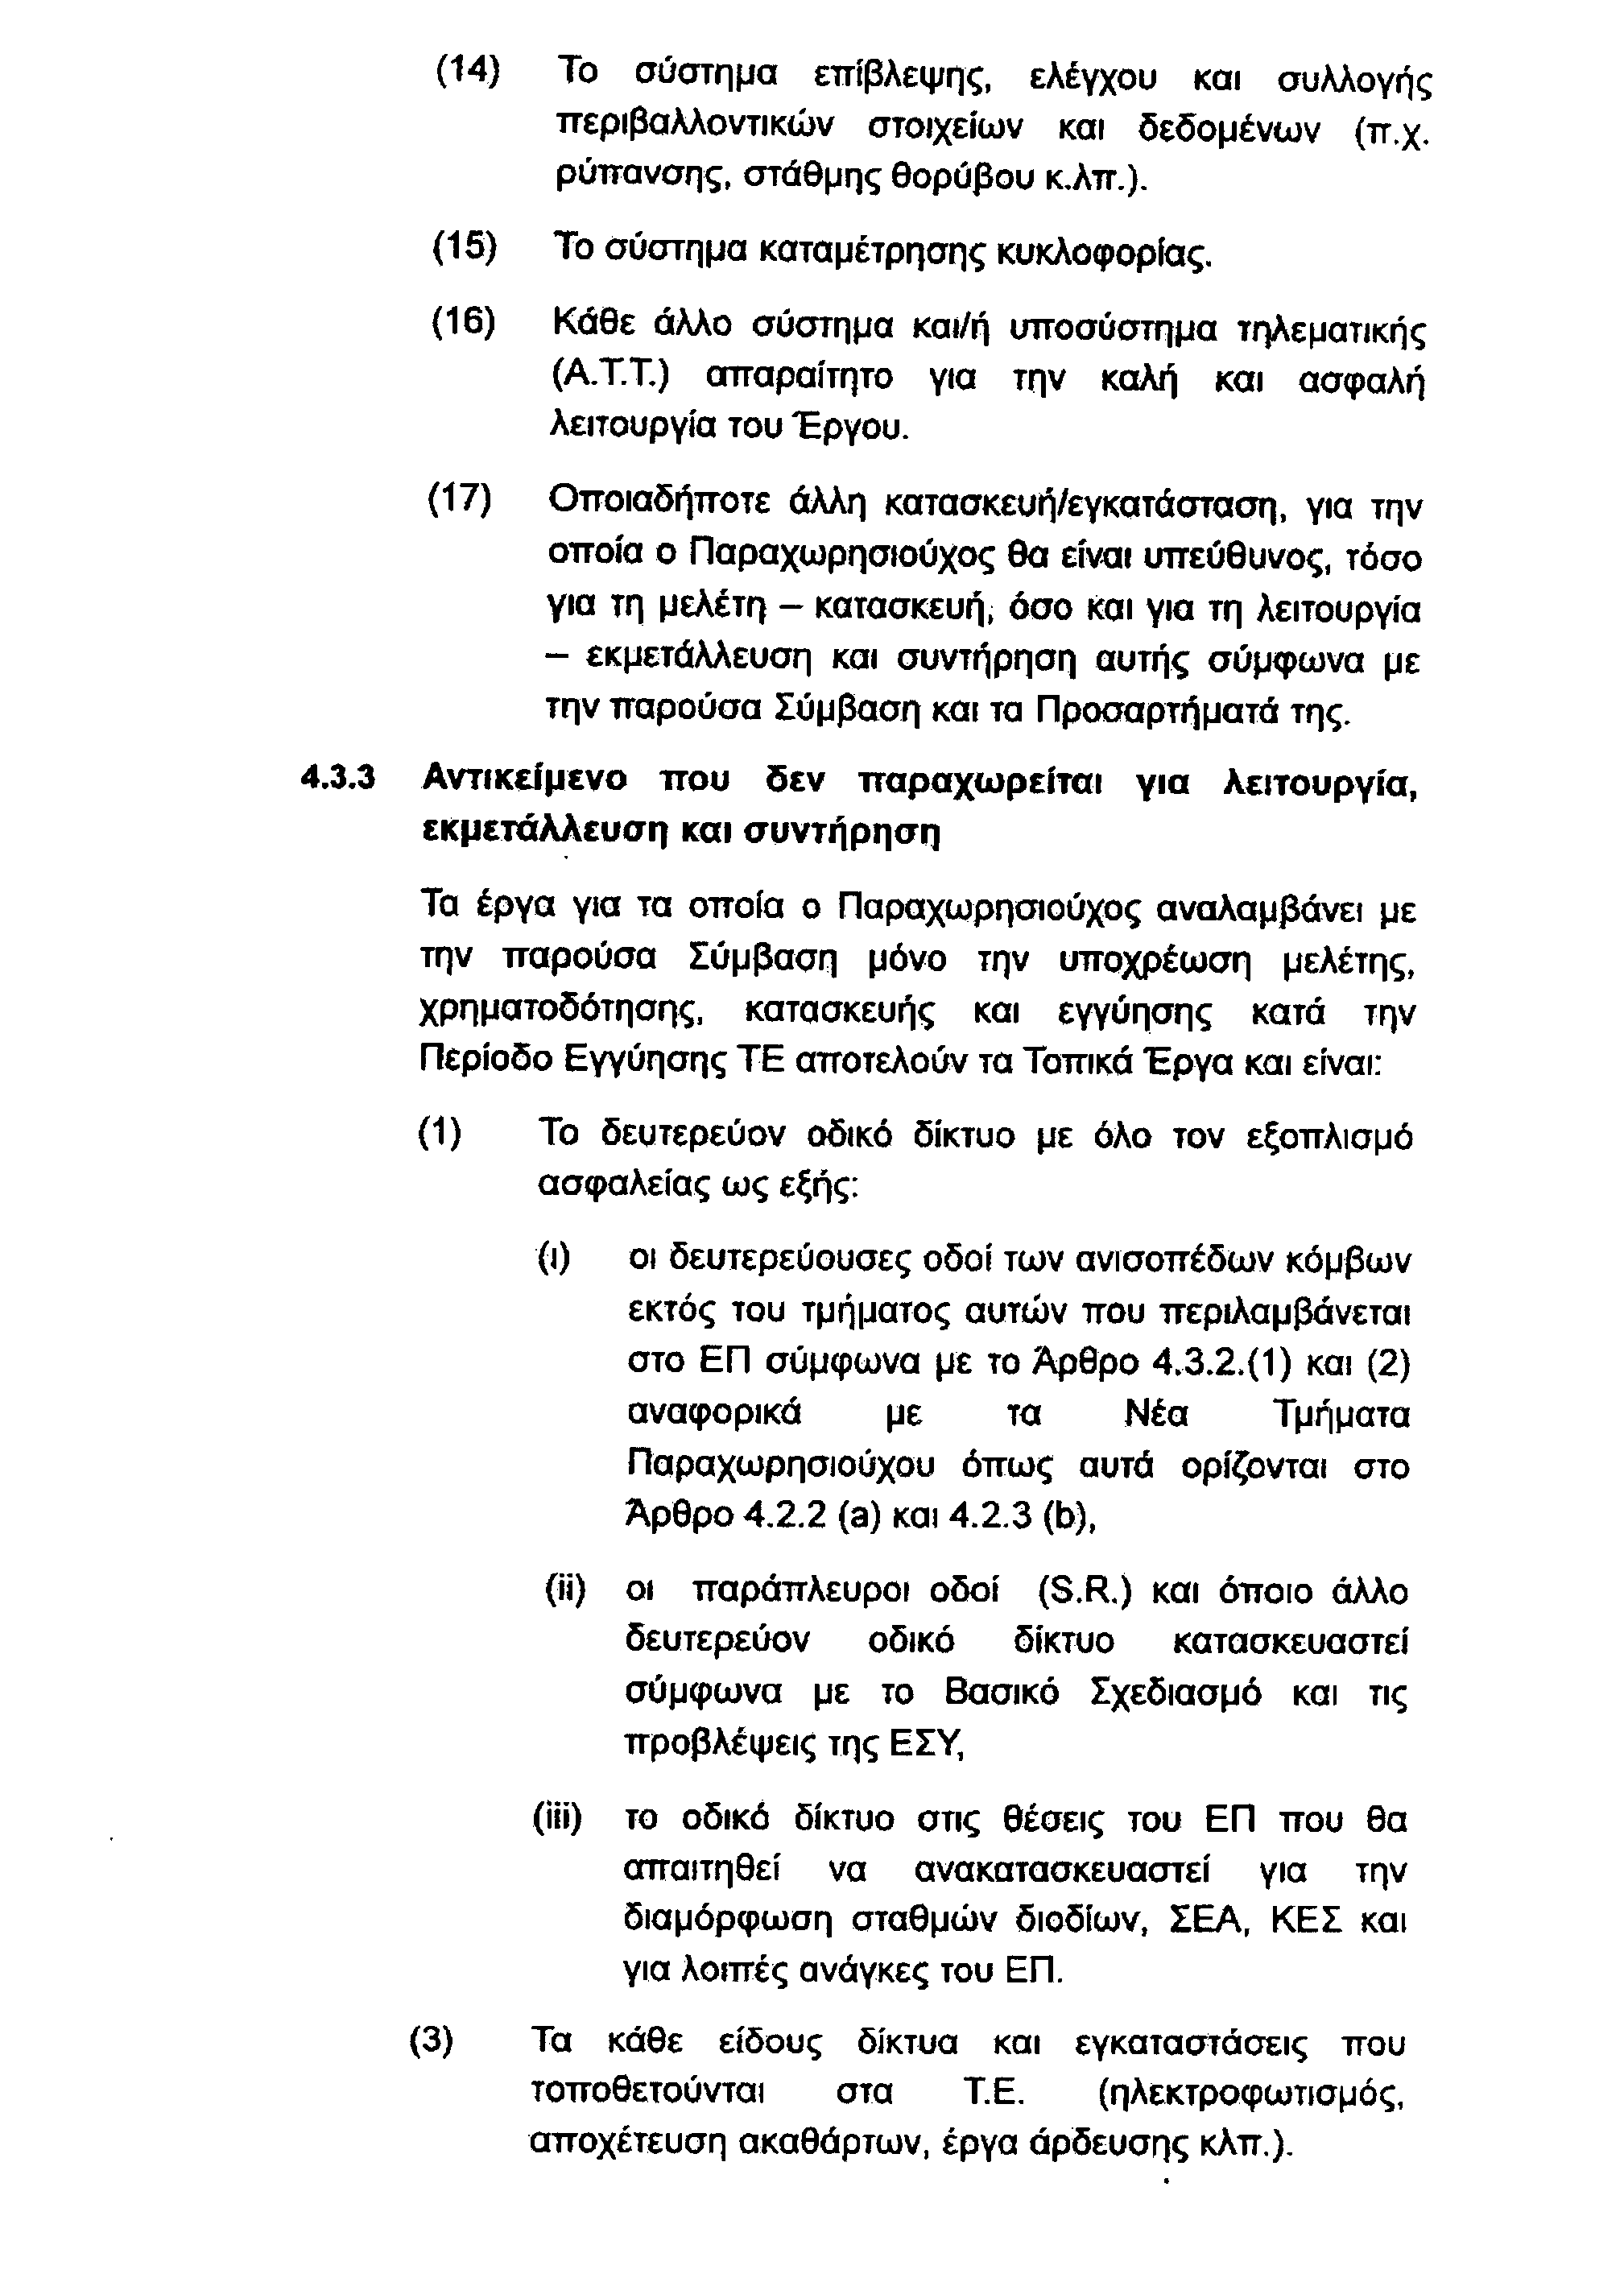 (14) Το σύστημα επίβλεψης, ελέγχου και συλλογής
περιβαλλοντικών στοιχείων και δεδομένων (π.χ.
ρύπανσης, στάθμης θορύβου κ.λπ.).
(15) Το σύστημα καταμέτρησης κυκλοφορίας.
(16) Κάθε άλλο σύστημα και/ή υποσύστημα τηλεματικής
(Α.Τ.Τ.) απαραίτητο για την καλή και ασφαλή
λειτουργία του Έργου.
(17) Οποιαδήποτε άλλη κατασκευή/εγκατάσταση, για την
οποία ο Παραχωρησιούχος θα είναι υπεύθυνος, τόσο
για τη μελέτη – κατασκευή, όσο και για τη λειτουργία
– εκμετάλλευση και συντήρηση αυτής σύμφωνα με
την παρούσα Σύμβαση και τα Προσαρτήματά της.
4.3.3 Αντικείμενο που δεν παραχωρείται για λειτουργία,
εκμετάλλευση και συντήρηση
Τα έργα για τα οποία ο Παραχωρησιούχος αναλαμβάνει με
την παρούσα Σύμβαση μόνο την υποχρέωση μελέτης,
χρηματοδότησης, κατασκευής και εγγύησης κατά την
Περίοδο Εγγύησης ΤΕ αποτελούν τα Τοπικά Έργα και είναι:
(1) Το δευτερεύον οδικό δίκτυο με όλο τον εξοπλισμό
ασφαλείας ως εξής:
(ι) οι δευτερεύουσες οδοί των ανισοπέδων κόμβων
εκτός του τμήματος αυτών που περιλαμβάνεται
στο ΕΠ σύμφωνα με το Άρθρο 4.3.2.(1) και (2)
αναφορικά με τα Νέα Τμήματα
Παραχωρησιούχου όπως αυτά ορίζονται στο
Άρθρο 4.2.2 (a) και 4.2.3 (b),
(ii) οι παράπλευροι οδοί (S.R.) και όποιο άλλο
δευτερεύον οδικό δίκτυο κατασκευαστεί
σύμφωνα με το Βασικό Σχεδιασμό και τις
προβλέψεις της ΕΣΥ,
(iii) το οδικό δίκτυο στις θέσεις του ΕΠ που θα
απαιτηθεί να ανακατασκευαστεί για την
διαμόρφωση σταθμών διοδίων, ΣΕΑ, ΚΕΣ και
για λοιπές ανάγκες του ΕΠ.
(3) Τα κάθε είδους δίκτυα και εγκαταστάσεις που
τοποθετούνται στα Τ.Ε. (ηλεκτροφωτισμός,
αποχέτευση ακαθάρτων, έργα άρδευσης κλπ.).